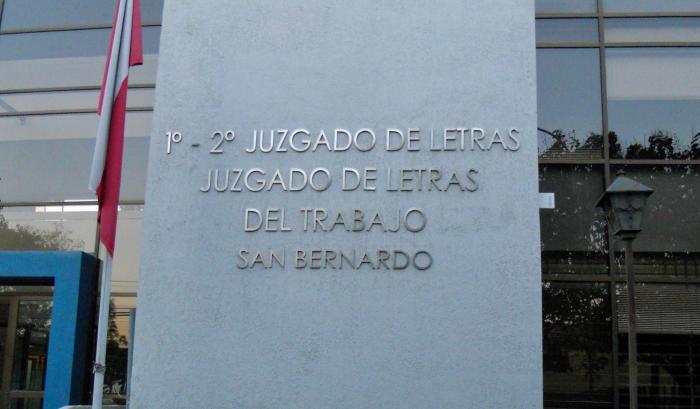 1º - 2º JUZGADO DE LETRAS
JUZGADO DE LETRAS
DEL TRABAJO
SAN BERNARDO